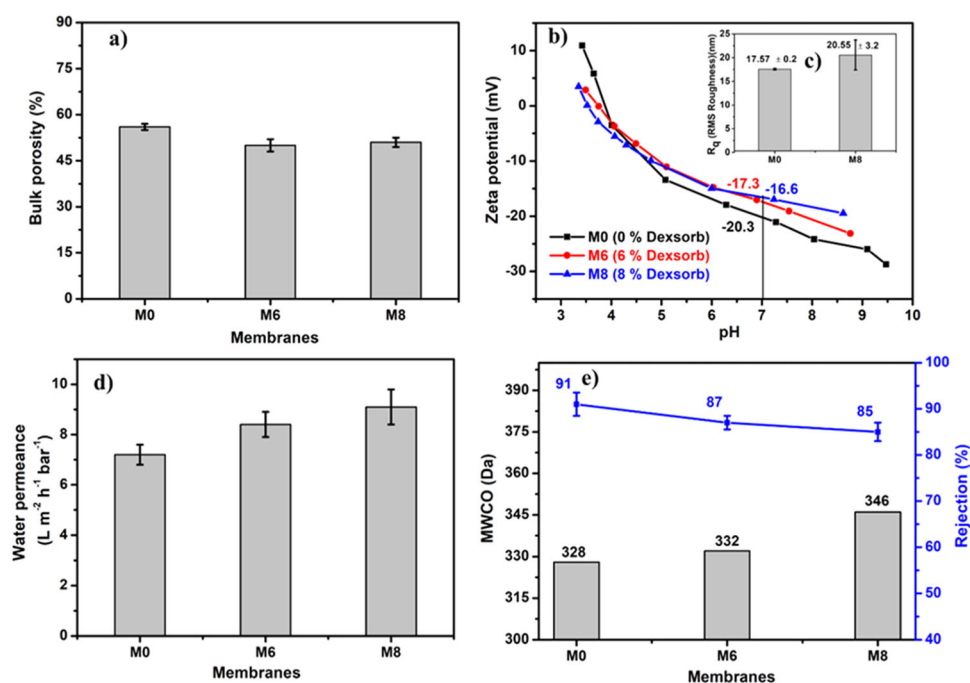 a)
90
75
60
45
30
15
0
Bulk porosity (%)
M0
M6
M8
Membranes
b)
10
0
-10
-20
-30
Zeta potential (mV)
-17.3
-16.6
-20.3
M0 (0 % Dexsorb)
M6 (6 % Dexsorb)
M8 (8 % Dexsorb)
3
4
5
6
7
8
9
10
pH
c)
25
20
15
10
5
0
Rq (RMS Roughness)(nm)
17.57 ± 0.2
20.55 ± 3.2
M0
M8
d)
10
8
6
4
2
0
Water permeance
(L m-2 h-1 bar-1)
M0
M6
M8
Membranes
e)
390
375
360
345
330
315
300
MWCO (Da)
91
87
85
328
332
346
100
90
80
70
60
50
40
Rejection (%)
M0
M6
M8
Membranes